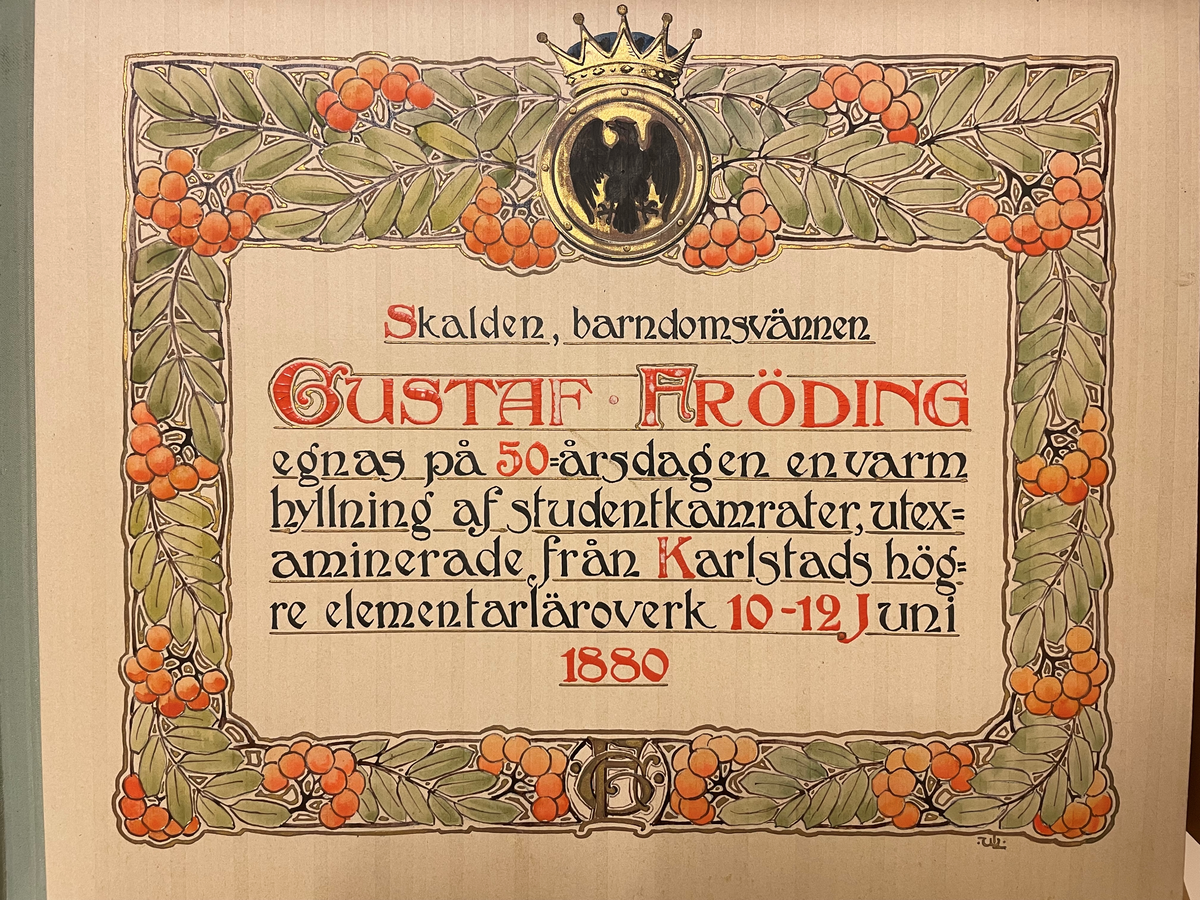 Skalden, barndomsvännen
GUSTAF · FRÖDING
egnas på 50=årsdagen en varm
hyllning af studentkamrater, utex=
aminerade från Karlstads hög=
re elementarläroverk 10-12 Juni
1880